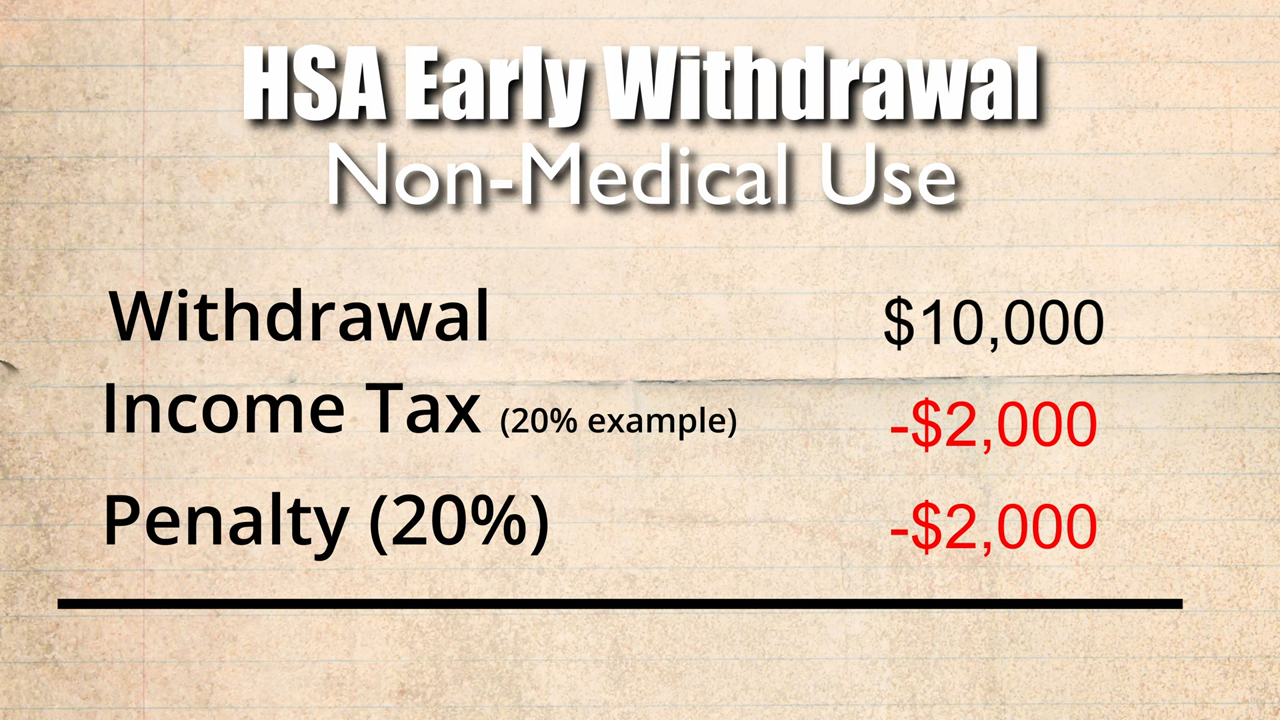 HSA Early Withdrawal
Non-Medical Use
Withdrawal $10,000
Income Tax (20% example) -$2,000
Penalty (20%) -$2,000